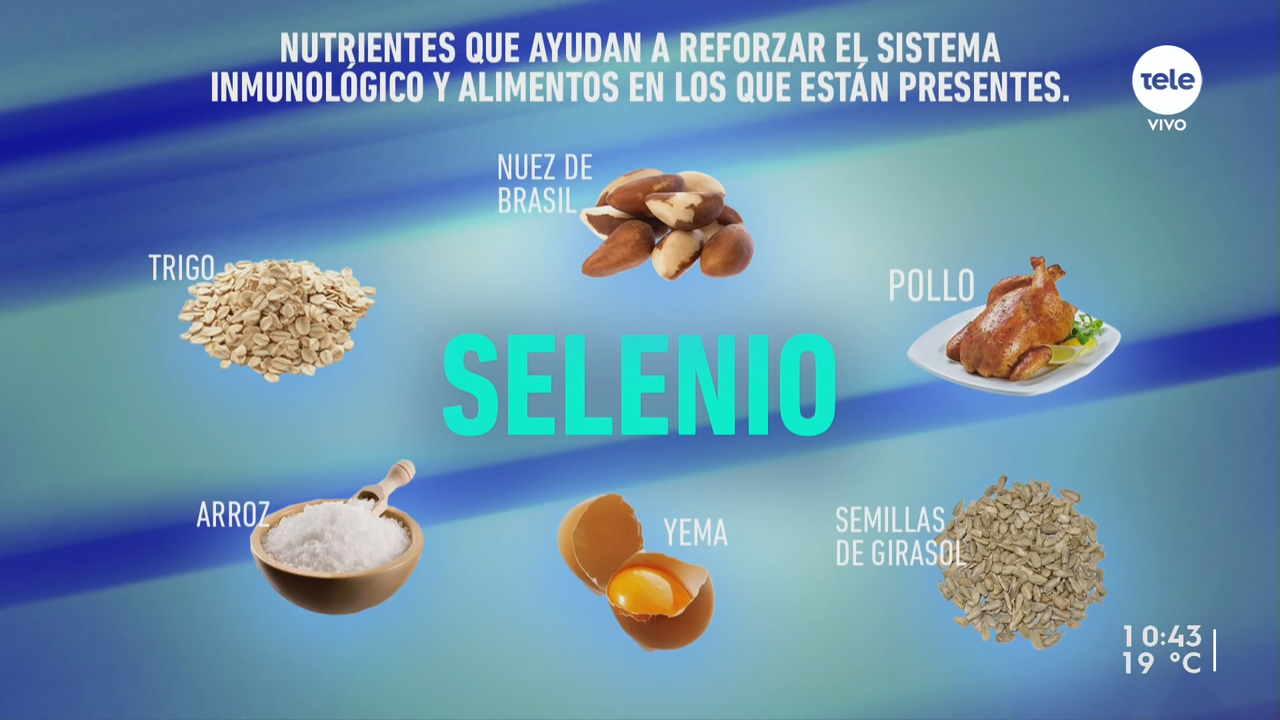 NUTRIENTES QUE AYUDAN A REFORZAR EL SISTEMA
INMUNOLÓGICO Y ALIMENTOS EN LOS QUE ESTÁN PRESENTES.
tele
VIVO
NUEZ DE
BRASIL
TRIGO
POLLO
SELENIO
ARROZ
YEMA
SEMILLAS
DE GIRASOL
10:43
19 °C